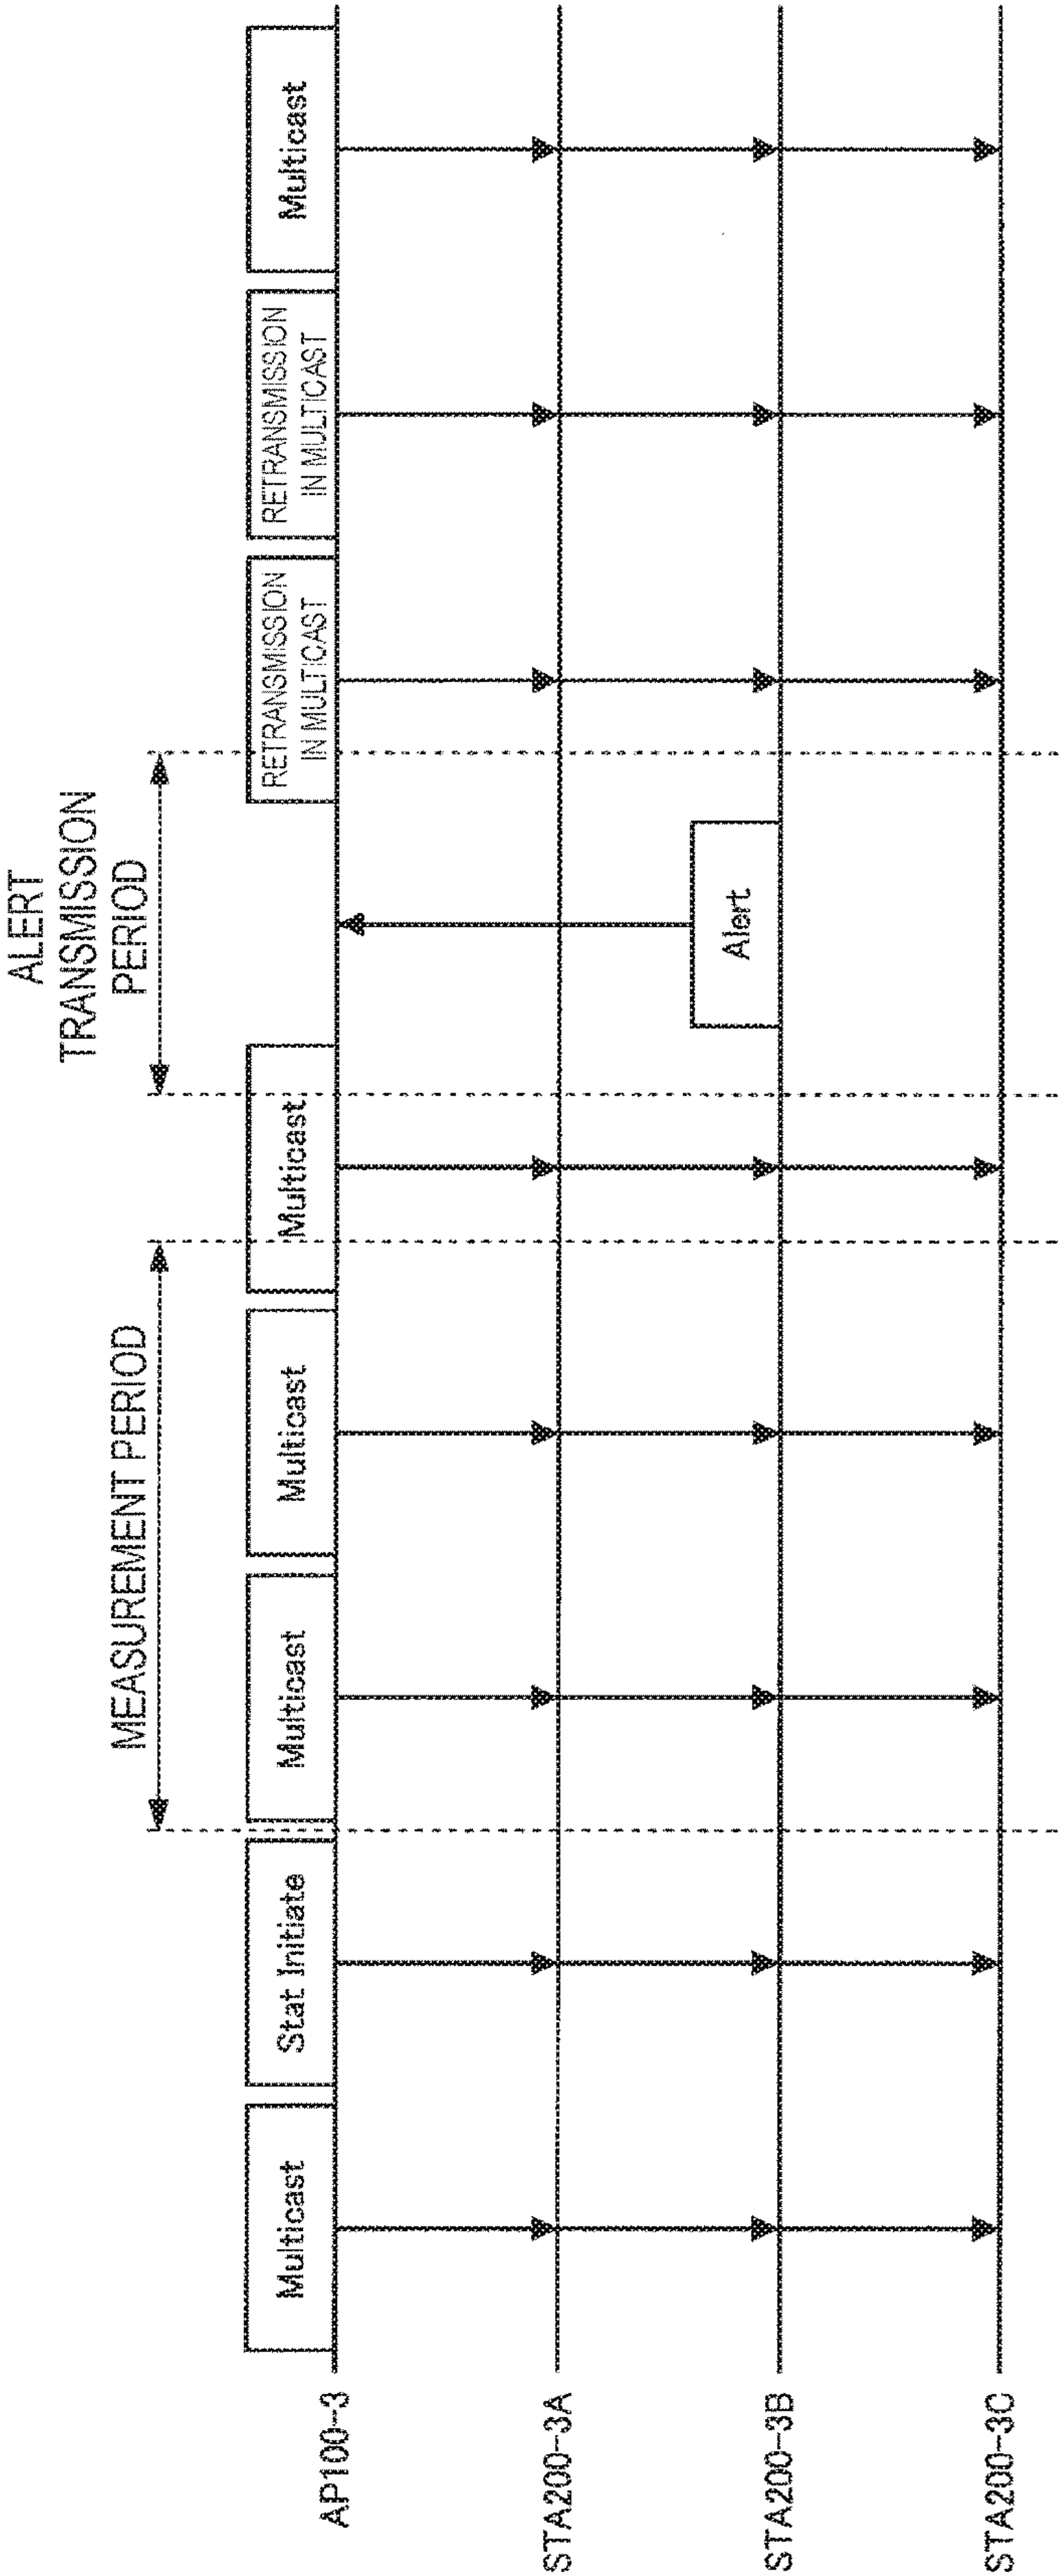 ALERT
TRANSMISSION
PERIOD
MEASUREMENT PERIOD
Multicast
Stat Initiate
Multicast
Multicast
Multicast
RETRANSMISSION
IN MULTICAST
RETRANSMISSION
IN MULTICAST
Multicast
AP100-3
STA200-3A
Alert
STA200-3B
STA200-3C